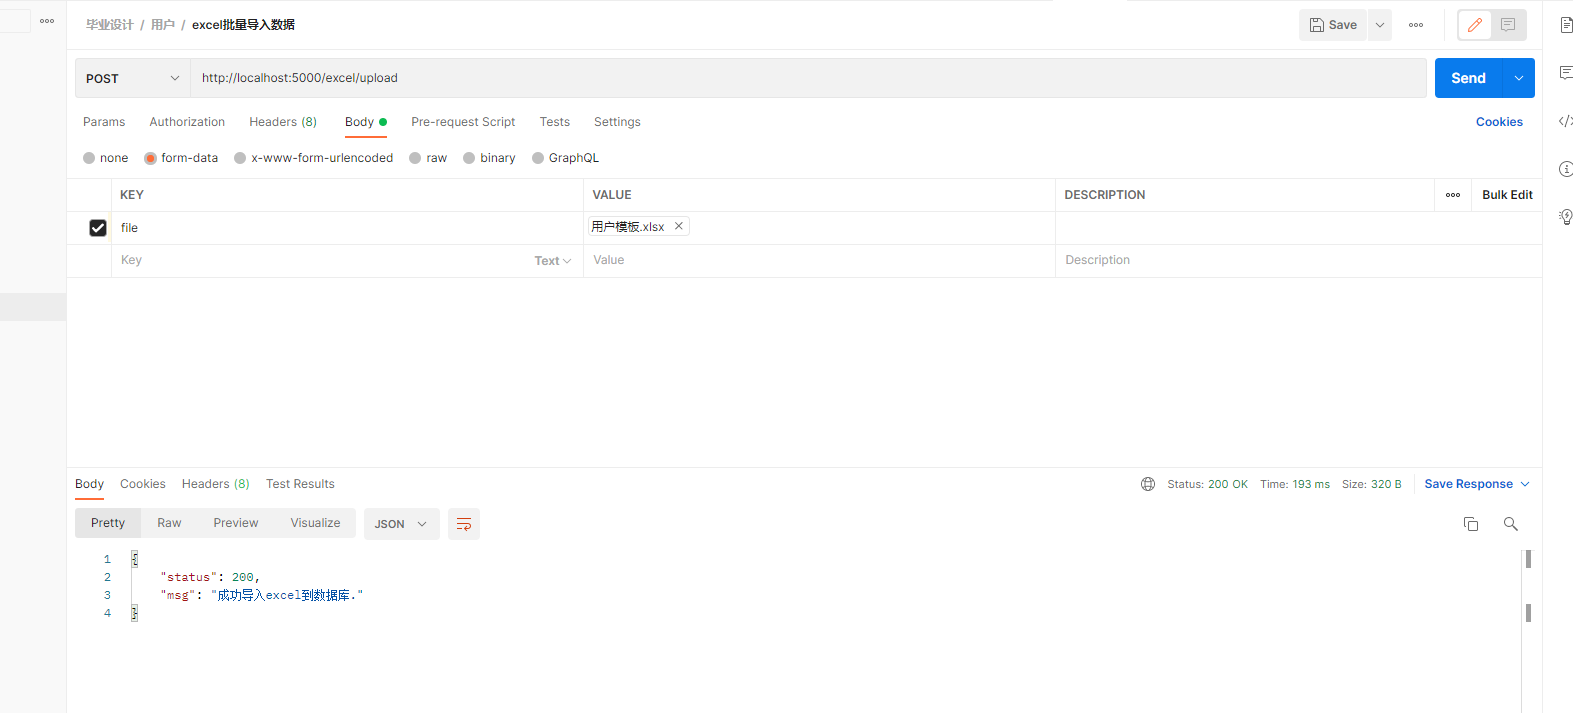 毕业设计 / 用户 / excel批量导入数据
Save
POST
http://localhost:5000/excel/upload
Send
Params Authorization Headers (8) Body Pre-request Script Tests Settings Cookies
none form-data x-www-form-urlencoded raw binary GraphQL
KEY VALUE DESCRIPTION Bulk Edit
file 用户模板.xlsx
Key Text Value Description
Body Cookies Headers (8) Test Results Status: 200 OK Time: 193 ms Size: 320 B Save Response
Pretty Raw Preview Visualize JSON
1 {
2 "status": 200,
3 "msg": "成功导入excel到数据库."
4 }